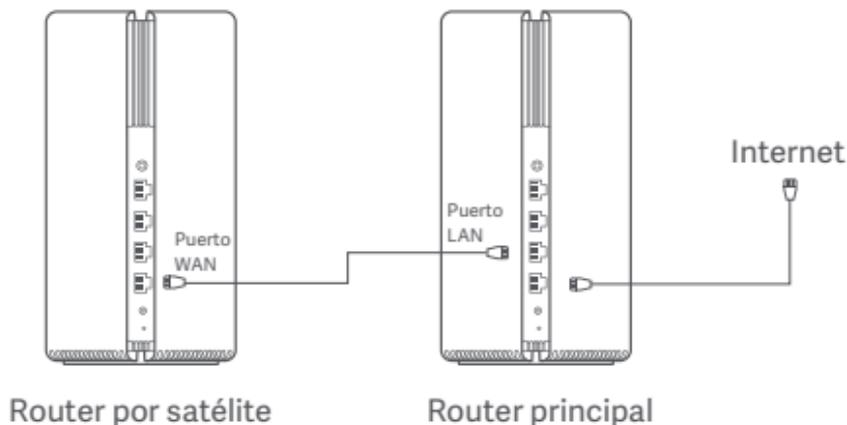 Internet
Puerto
LAN
Puerto
WAN
Router por satélite
Router principal